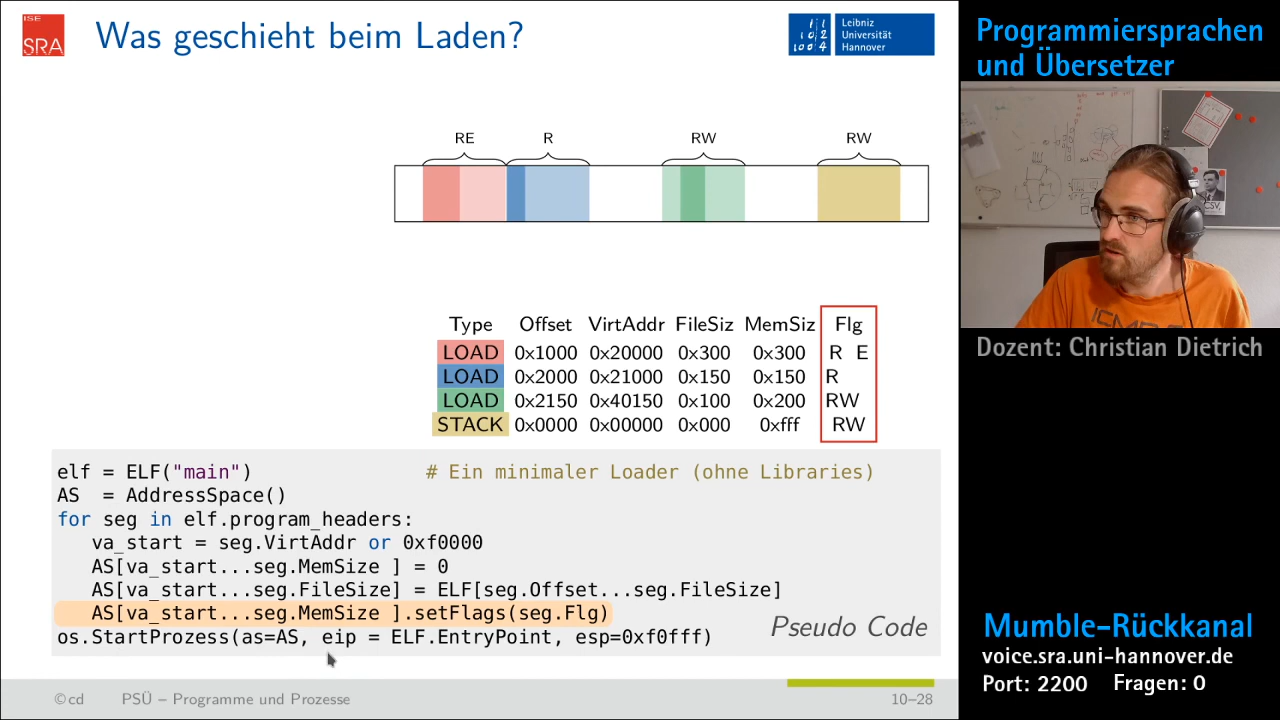 ISE
SRA
Was geschieht beim Laden?
Leibniz
Universität
Hannover
Programmiersprachen
und Übersetzer
RE R RW RW
Type Offset VirtAddr FileSiz MemSiz Flg
LOAD 0x1000 0x20000 0x300 0x300 R E
LOAD 0x2000 0x21000 0x150 0x150 R
LOAD 0x2150 0x40150 0x100 0x200 RW
STACK 0x0000 0x00000 0x000 0xfff RW
elf = ELF("main") # Ein minimaler Loader (ohne Libraries)
AS = AddressSpace()
for seg in elf.program_headers:
va_start = seg.VirtAddr or 0xf0000
AS[va_start...seg.MemSize ] = 0
AS[va_start...seg.FileSize] = ELF[seg.Offset...seg.FileSize]
AS[va_start...seg.MemSize ].setFlags(seg.Flg)
os.StartProzess(as=AS, eip = ELF.EntryPoint, esp=0xf0fff)
Pseudo Code
©cd PSÜ – Programme und Prozesse 10–28
Dozent: Christian Dietrich
Mumble-Rückkanal
voice.sra.uni-hannover.de
Port: 2200 Fragen: 0